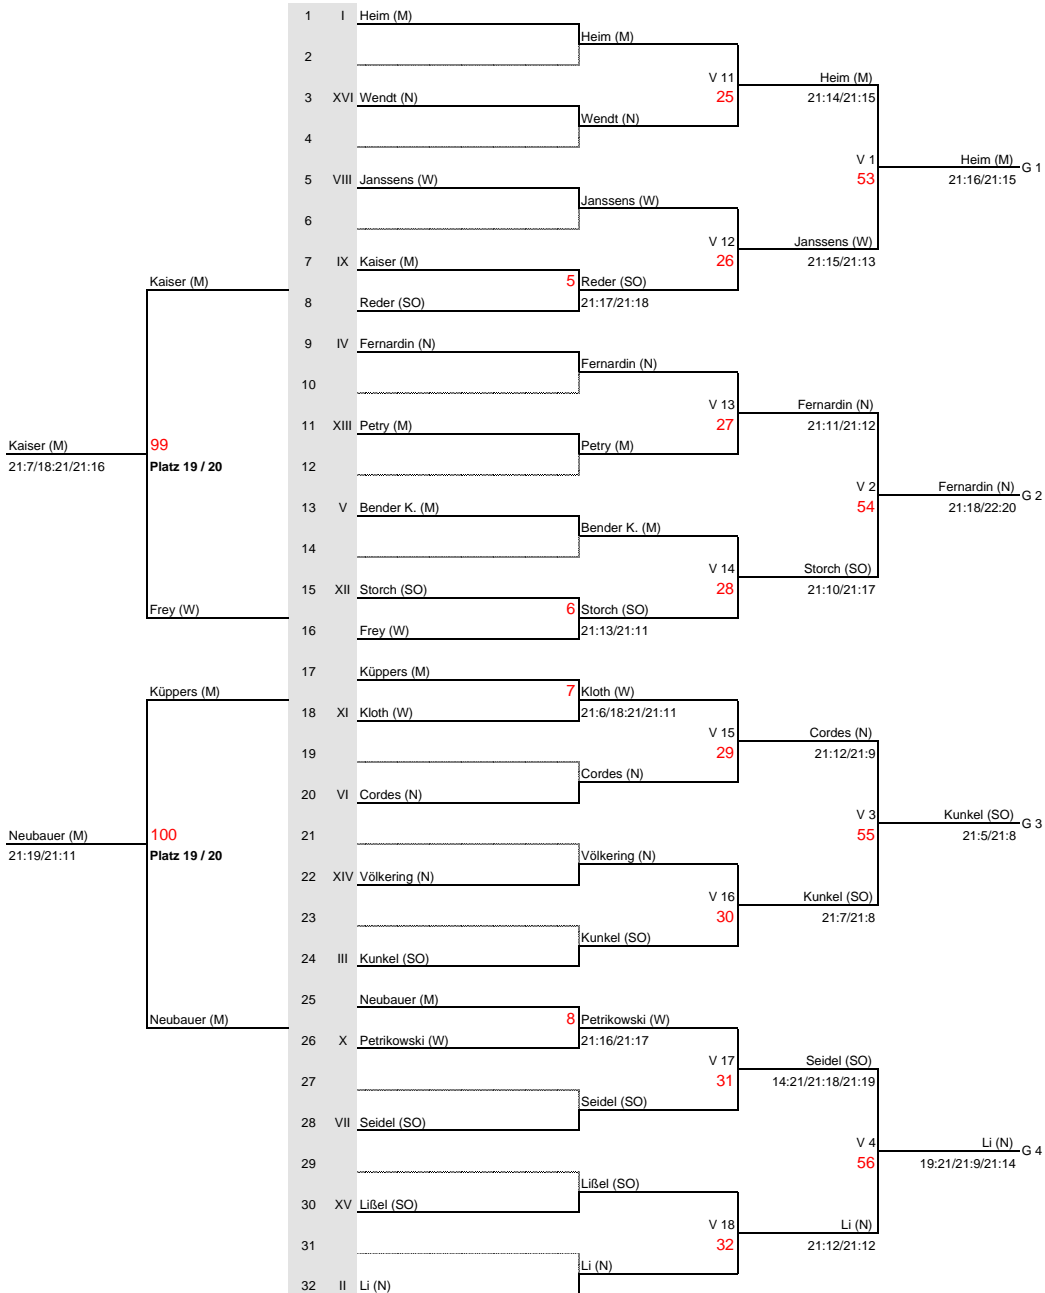 1 I Heim (M)
Heim (M)
2
V 11 Heim (M)
3 XVI Wendt (N) 25 21:14/21:15
Wendt (N)
4
V 1 Heim (M) G 1
5 VIII Janssens (W) 53 21:16/21:15
Janssens (W)
6
V 12 Janssens (W)
7 IX Kaiser (M) 26 21:15/21:13
Kaiser (M) 5 Reder (SO)
8 Reder (SO) 21:17/21:18
9 IV Fernardin (N)
Fernardin (N)
10
V 13 Fernardin (N)
11 XIII Petry (M) 27 21:11/21:12
Kaiser (M) 99 Petry (M)
21:7/18:21/21:16 Platz 19 / 20 12
V 2 Fernardin (N) G 2
13 V Bender K. (M) 54 21:18/22:20
Bender K. (M)
14
V 14 Storch (SO)
15 XII Storch (SO) 28 21:10/21:17
Frey (W) 6 Storch (SO)
16 Frey (W) 21:13/21:11
17 Küppers (M)
Küppers (M) 7 Kloth (W)
18 XI Kloth (W) 21:6/18:21/21:11
V 15 Cordes (N)
19 29 21:12/21:9
Cordes (N)
20 VI Cordes (N)
V 3 Kunkel (SO) G 3
Neubauer (M) 100 21 55 21:5/21:8
21:19/21:11 Platz 19 / 20 Völkering (N)
22 XIV Völkering (N)
V 16 Kunkel (SO)
23 30 21:7/21:8
Kunkel (SO)
24 III Kunkel (SO)
25 Neubauer (M)
Neubauer (M) 8 Petrikowski (W)
26 X Petrikowski (W) 21:16/21:17
V 17 Seidel (SO)
27 31 14:21/21:18/21:19
Seidel (SO)
28 VII Seidel (SO)
V 4 Li (N) G 4
29 56 19:21/21:9/21:14
Lißel (SO)
30 XV Lißel (SO)
V 18 Li (N)
31 32 21:12/21:12
Li (N)
32 II Li (N)